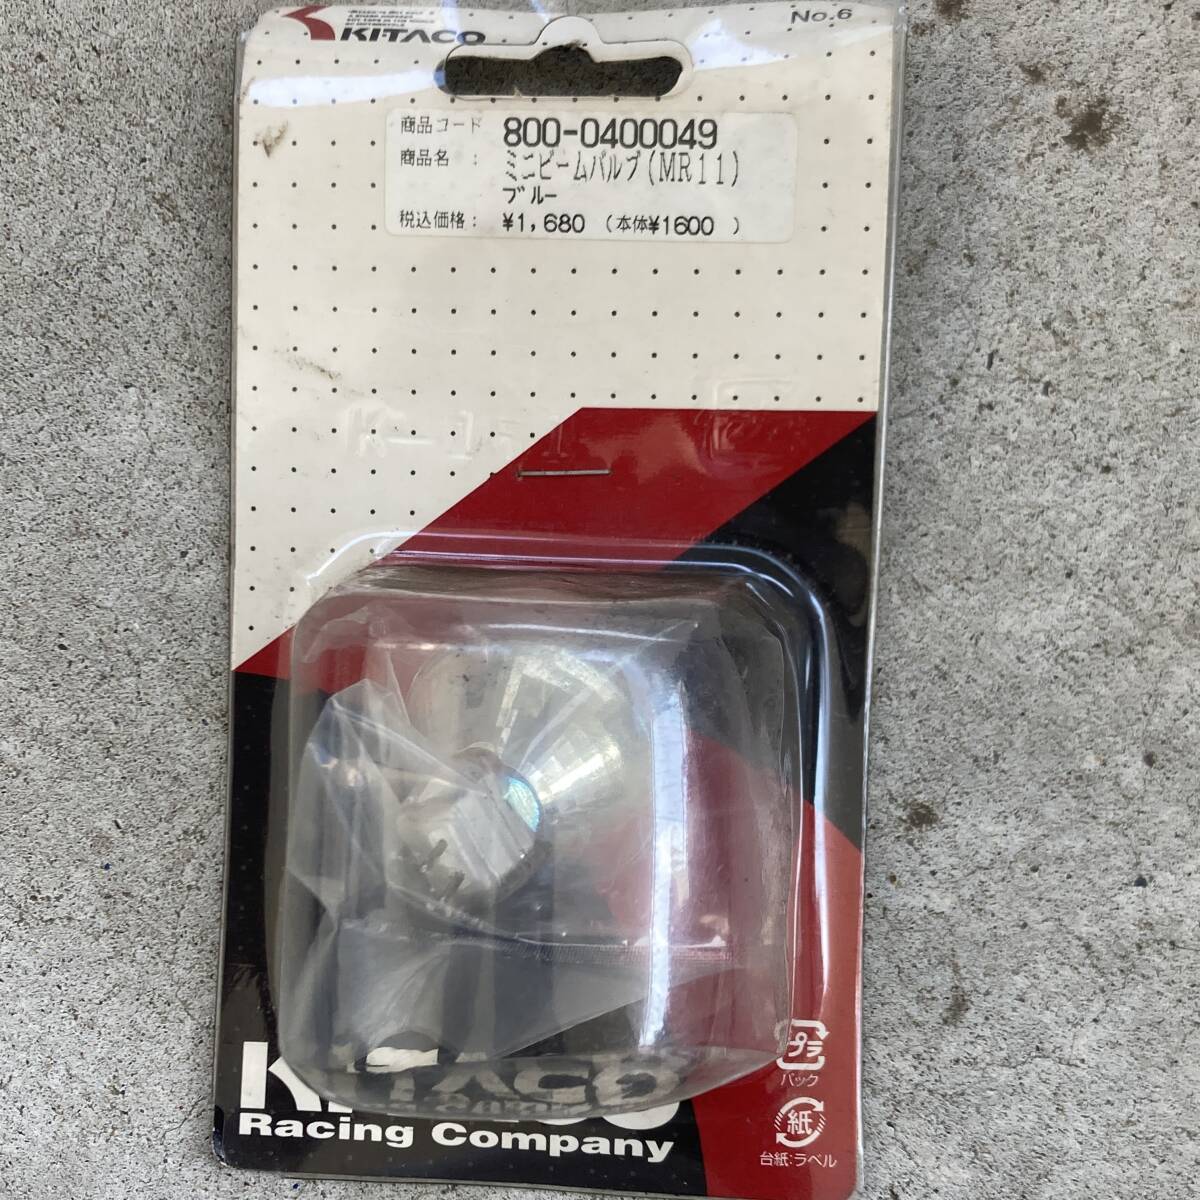 KITACO
No.6
商品コード 800-0400049
商品名 : ミニビームバルブ(MR11)
ブルー
税込価格: ¥1,680 (本体¥1600 )
K-151
KITACO
Racing Company
プラ
パック
紙
台紙:ラベル